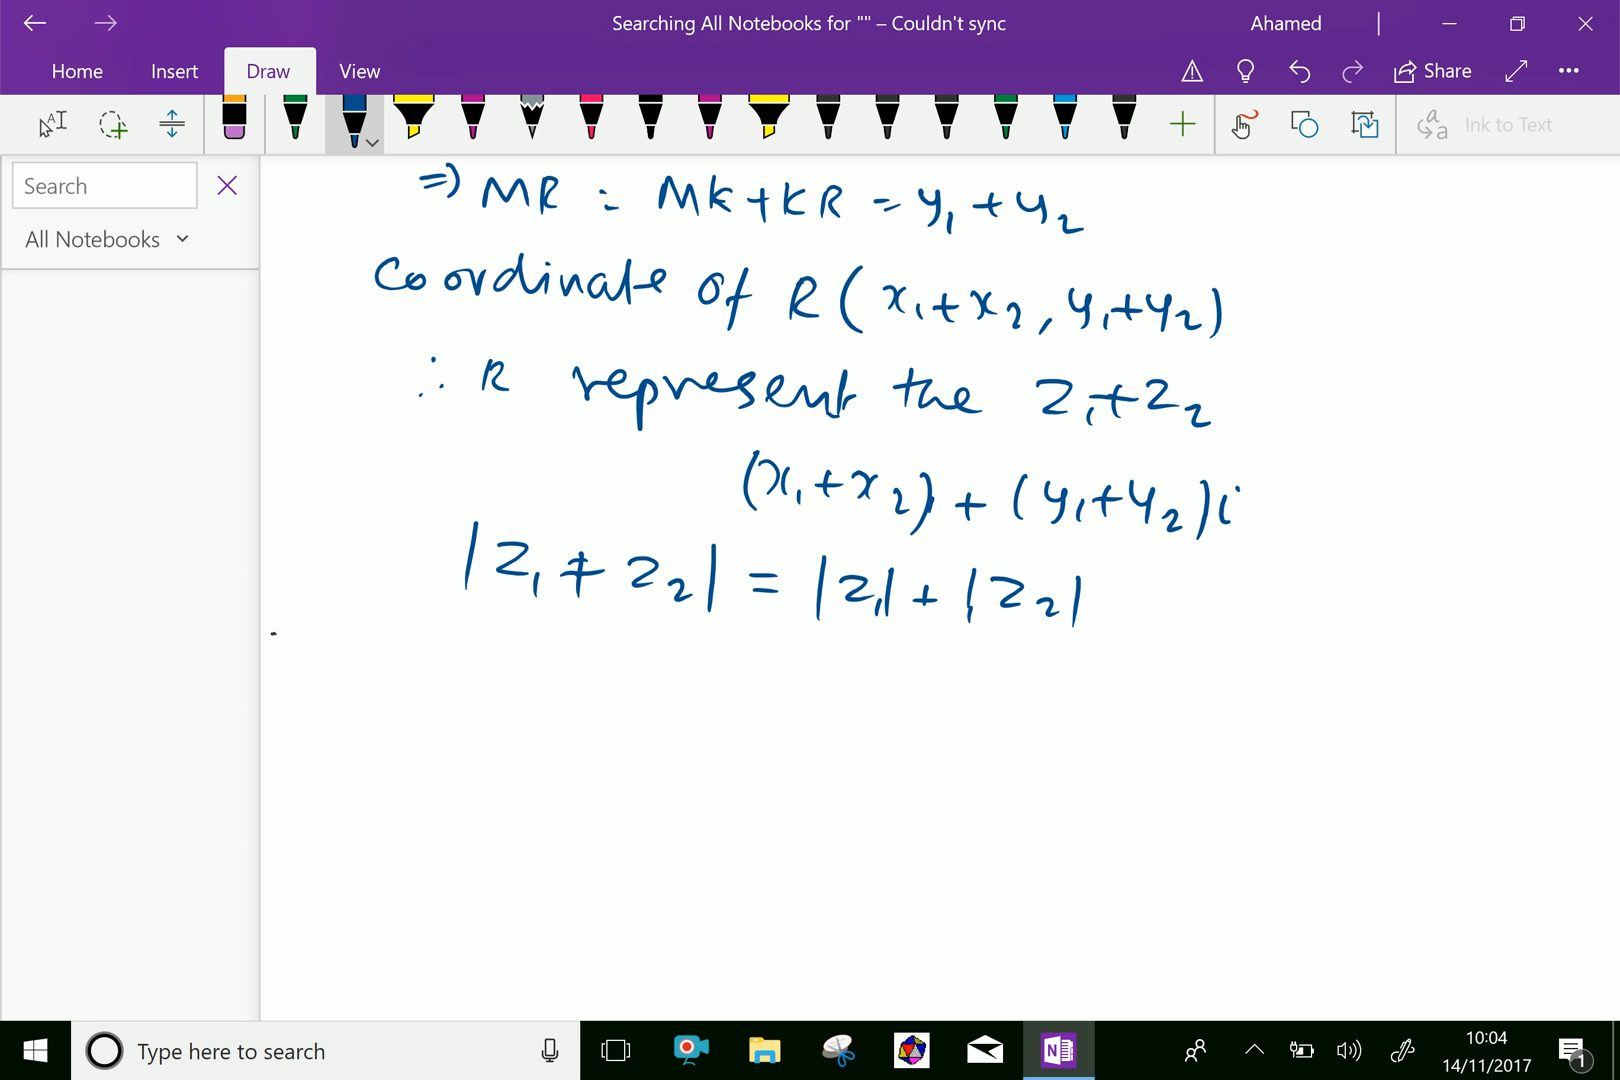 Searching All Notebooks for "" – Couldn't sync
Ahamed
Home Insert Draw View
Share
Ink to Text
Search
All Notebooks
=) MR = MK + KR = y₁ + y₂
Coordinate of R ( x₁ + x₂ , y₁ + y₂ )
∴ R represent the z₁ + z₂
(x₁ + x₂) + (y₁ + y₂) i
|z₁ + z₂| = |z₁| + |z₂|
Type here to search
N
10:04
14/11/2017
1